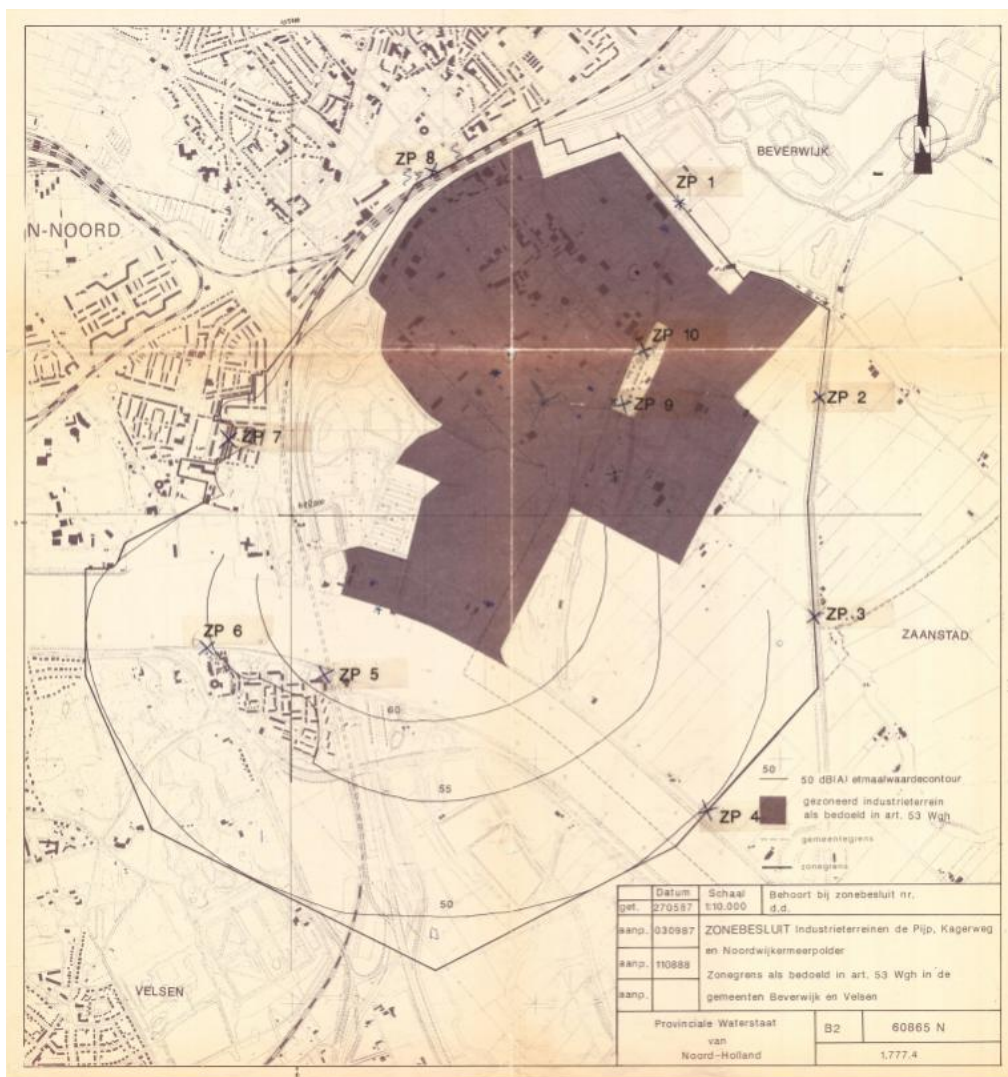 BEVERWIJK
ZP 8
ZP 1
N-NOORD
N
ZP 10
ZP 2
ZP 9
ZP 7
ZP 3
ZP 6
ZAANSTAD
ZP 5
60
55
ZP 4
50
VELSEN
50
50 dB(A) etmaalwaardecontour
gezoneerd industrieterrein
als bedoeld in art. 53 Wgh
gemeentegrens
zonegrens
Datum
Schaal
Behoort bij zonebesluit nr.
get.
270587
1:10.000
d.d.
aanp.
030987
ZONEBESLUIT Industrieterreinen de Pijp, Kagerweg
en Noordwijkermeerpolder
aanp.
110888
Zonegrens als bedoeld in art. 53 Wgh in de
aanp.
gemeenten Beverwijk en Velsen
Provinciale Waterstaat
van
Noord-Holland
B2
60865 N
1.777.4